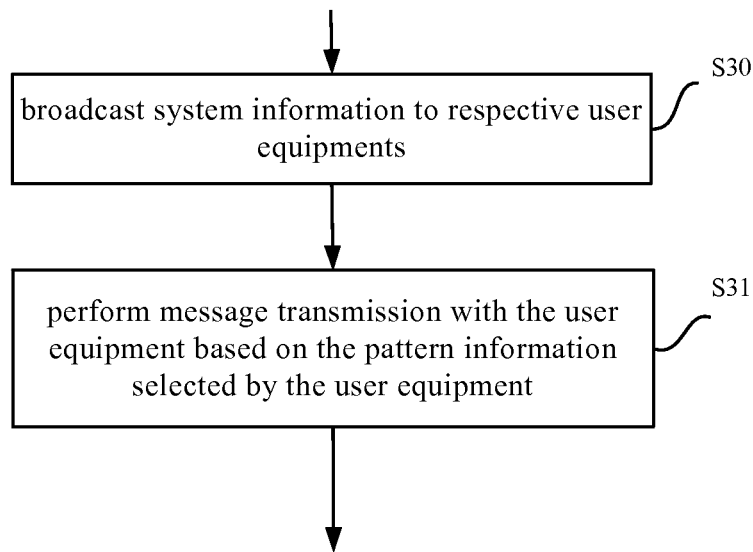 S30
broadcast system information to respective user
equipments
S31
perform message transmission with the user
equipment based on the pattern information
selected by the user equipment